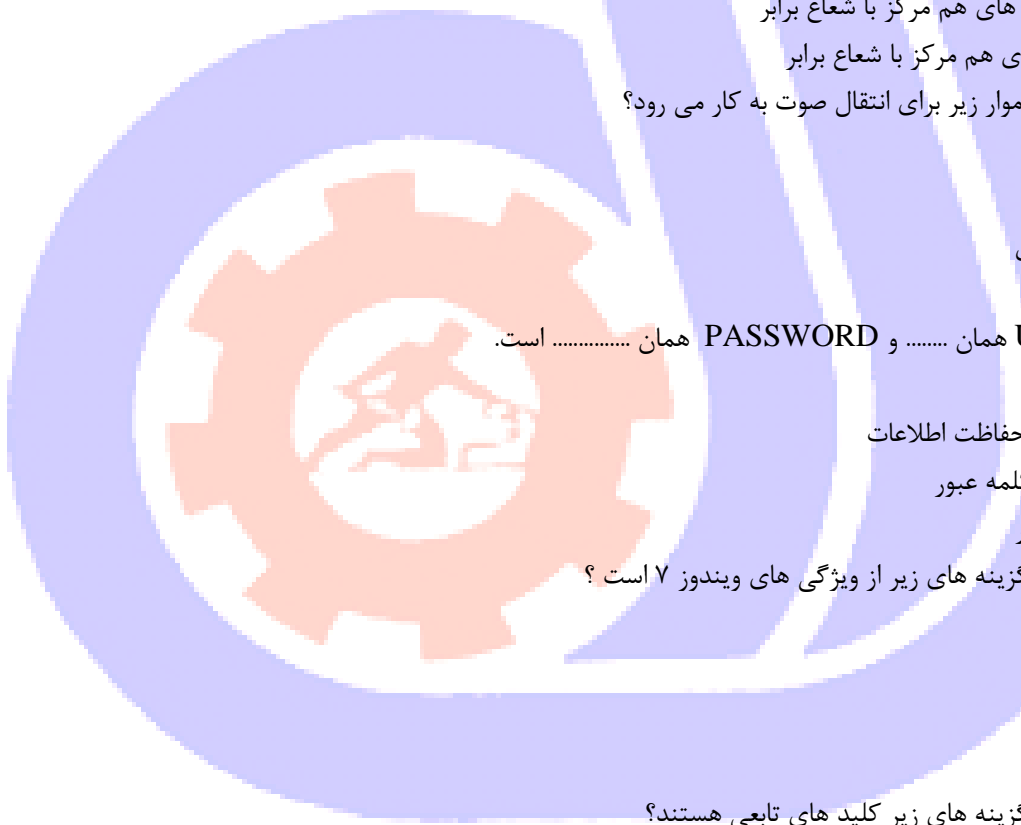 های هم مرکز با شعاع برابر
ی هم مرکز با شعاع برابر
موار زیر برای انتقال صوت به کار می رود؟
همان ........ و PASSWORD همان .............. است.
حفاظت اطلاعات
کلمه عبور
گزینه های زیر از ویژگی های ویندوز ۷ است ؟
گزینه های زیر کلید های تابعی هستند؟